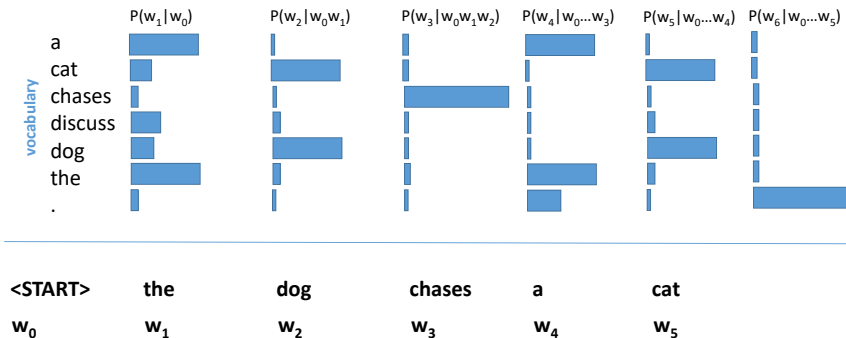 P(w₁|w₀) P(w₂|w₀w₁) P(w₃|w₀w₁w₂) P(w₄|w₀...w₃) P(w₅|w₀...w₄) P(w₆|w₀...w₅)
vocabulary
a
cat
chases
discuss
dog
the
.
<START> the dog chases a cat
w₀ w₁ w₂ w₃ w₄ w₅